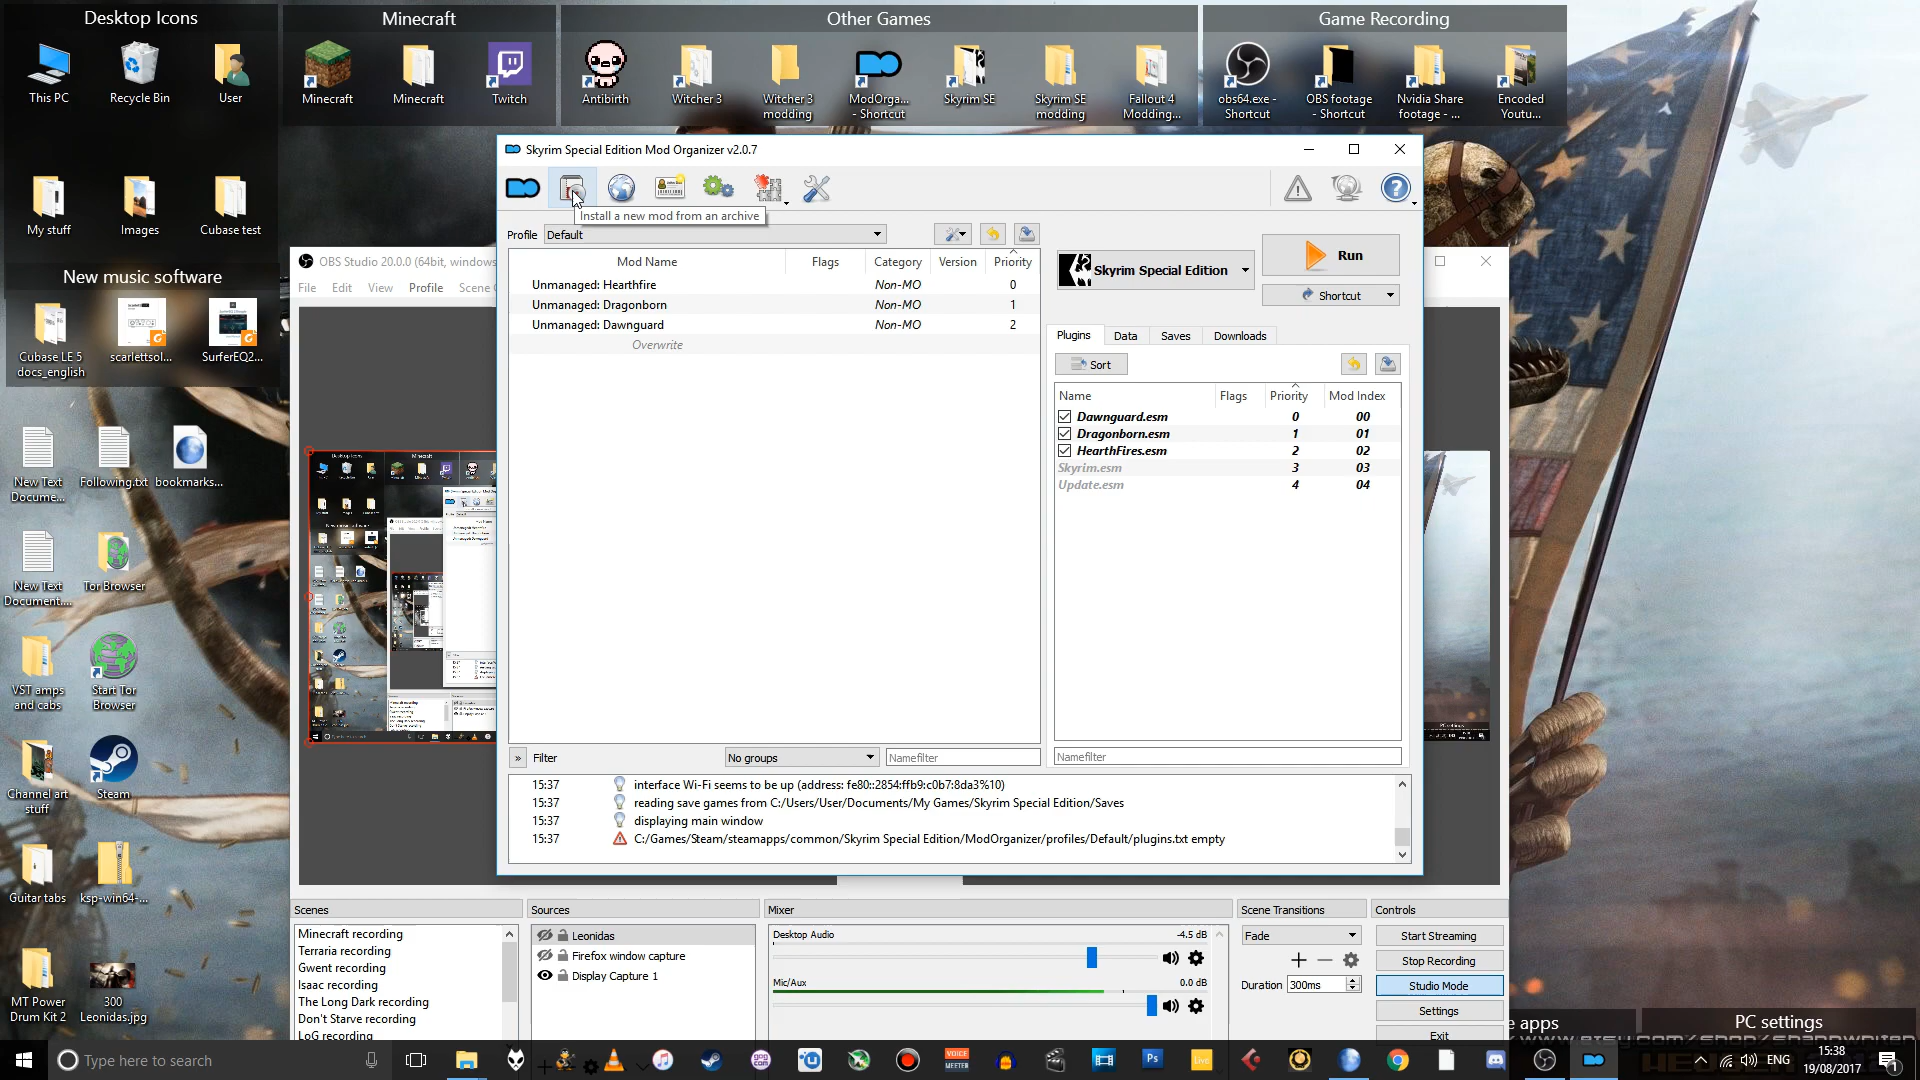 Desktop Icons
Minecraft
Other Games
Game Recording
This PC
Recycle Bin
User
Minecraft
Minecraft
Twitch
Antibirth
Witcher 3
Witcher 3 modding
ModOrga... - Shortcut
Skyrim SE
Skyrim SE modding
Fallout 4 Modding...
obs64.exe - Shortcut
OBS footage - Shortcut
Nvidia Share footage - ...
Encoded Youtu...
Skyrim Special Edition Mod Organizer v2.0.7
Install a new mod from an archive
My stuff
Images
Cubase test
Profile
Default
Mod Name
Flags
Category
Version
Priority
Unmanaged: Hearthfire
Non-MO
0
Unmanaged: Dragonborn
Non-MO
1
Unmanaged: Dawnguard
Non-MO
2
Overwrite
Skyrim Special Edition
Run
Shortcut
Plugins
Data
Saves
Downloads
Sort
Name
Flags
Priority
Mod Index
Dawnguard.esm
0
00
Dragonborn.esm
1
01
HearthFires.esm
2
02
Skyrim.esm
3
03
Update.esm
4
04
» Filter
No groups
Namefilter
Namefilter
15:37 interface Wi-Fi seems to be up (address: fe80::2854:ffb9:c0b7:8da3%10)
15:37 reading save games from C:/Users/User/Documents/My Games/Skyrim Special Edition/Saves
15:37 displaying main window
15:37 C:/Games/Steam/steamapps/common/Skyrim Special Edition/ModOrganizer/profiles/Default/plugins.txt empty
New music software
Cubase LE 5 docs_english
scarlettsol...
SurferEQ2...
New Text Docume...
Following.txt
bookmarks...
New Text Document....
Tor Browser
VST amps and cabs
Start Tor Browser
Channel art stuff
Steam
Guitar tabs
ksp-win64-...
MT Power Drum Kit 2
300 Leonidas.jpg
OBS Studio 20.0.0 (64bit, windows
File
Edit
View
Profile
Scene
Scenes
Minecraft recording
Terraria recording
Gwent recording
Isaac recording
The Long Dark recording
Don't Starve recording
LoG recording
Sources
Leonidas
Firefox window capture
Display Capture 1
Mixer
Desktop Audio
-4.5 dB
Mic/Aux
0.0 dB
Scene Transitions
Fade
Duration
300ms
Controls
Start Streaming
Stop Recording
Studio Mode
Settings
Exit
e apps
PC settings
Type here to search
VOICE MEETER
Ps
ENG
15:38
19/08/2017